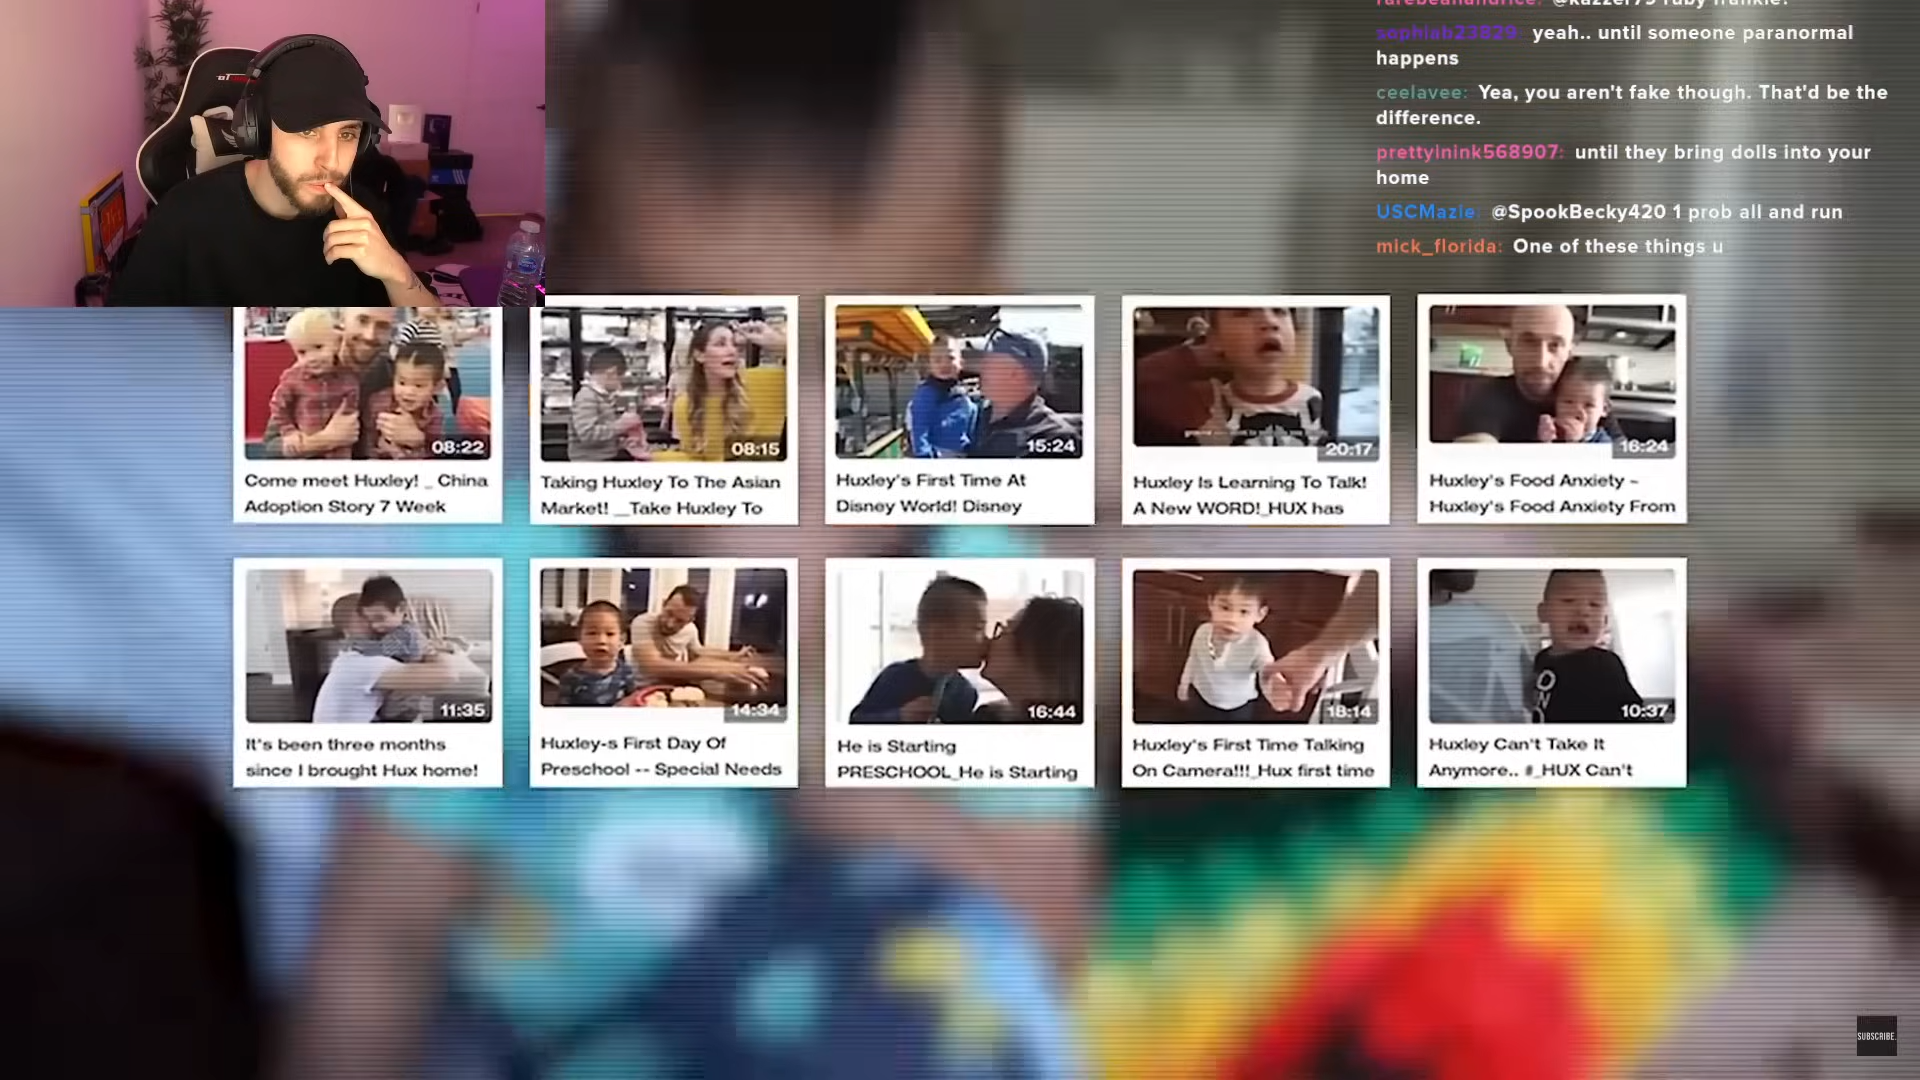 @kazzer75 ruby franke?
sophiab23829: yeah.. until someone paranormal
happens
ceelavee: Yea, you aren't fake though. That'd be the
difference.
prettyinink568907: until they bring dolls into your
home
USCMazie: @SpookBecky420 1 prob all and run
mick_florida: One of these things u
08:22
Come meet Huxley! _ China
Adoption Story 7 Week
08:15
Taking Huxley To The Asian
Market! __Take Huxley To
15:24
Huxley's First Time At
Disney World! Disney
20:17
Huxley Is Learning To Talk!
A New WORD!_HUX has
16:24
Huxley's Food Anxiety ~
Huxley's Food Anxiety From
11:35
It's been three months
since I brought Hux home!
14:34
Huxley-s First Day Of
Preschool -- Special Needs
16:44
He is Starting
PRESCHOOL_He is Starting
18:14
Huxley's First Time Talking
On Camera!!!_Hux first time
10:37
Huxley Can't Take It
Anymore.. #_HUX Can't
SUBSCRIBE.